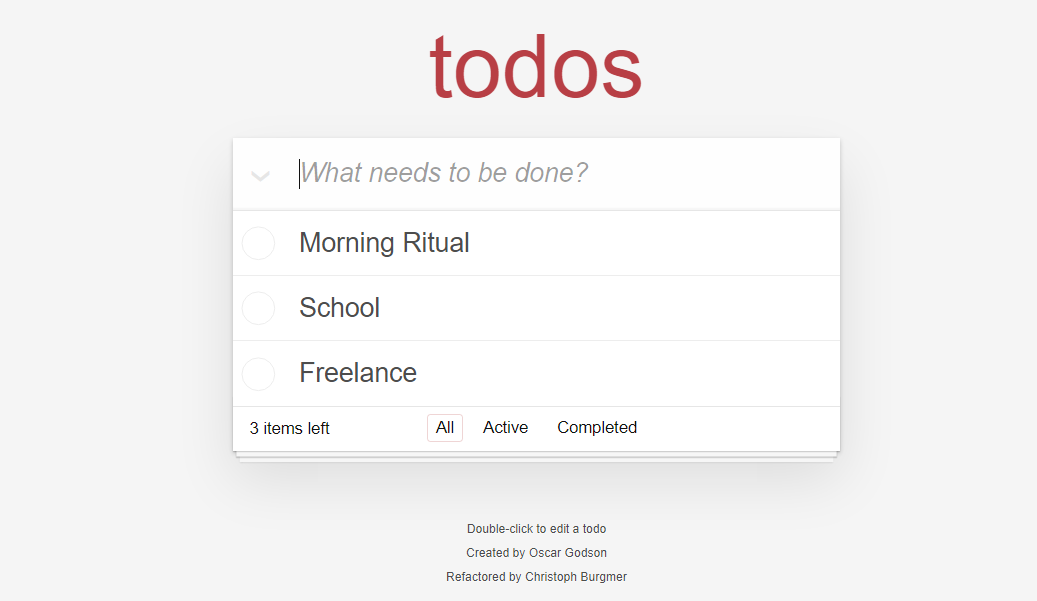 todos
What needs to be done?
Morning Ritual
School
Freelance
3 items left All Active Completed
Double-click to edit a todo
Created by Oscar Godson
Refactored by Christoph Burgmer